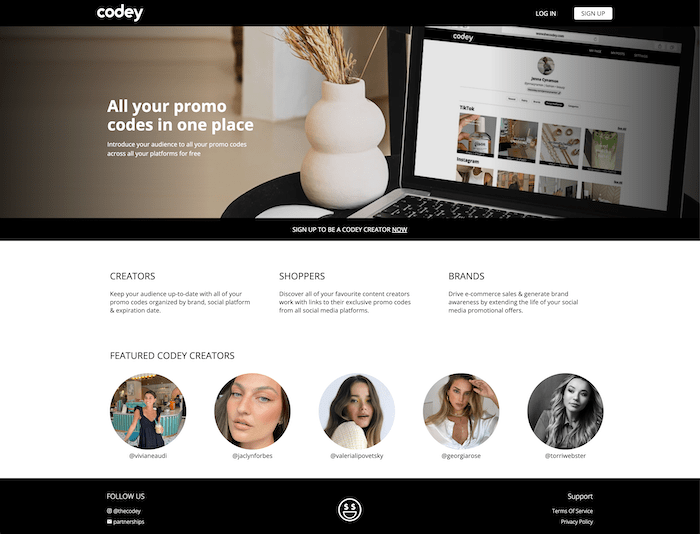 codey
LOG IN
SIGN UP
All your promo
codes in one place
Introduce your audience to all your promo codes
across all your platforms for free
codey
TikTok
Instagram
SIGN UP TO BE A CODEY CREATOR NOW
CREATORS
Keep your audience up-to-date with all of your
promo codes organized by brand, social platform
& expiration date.
SHOPPERS
Discover all of your favourite content creators
work with links to their exclusive promo codes
from all social media platforms.
BRANDS
Drive e-commerce sales & generate brand
awareness by extending the life of your social
media promotional offers.
FEATURED CODEY CREATORS
@vivianeaudi
@jaclynforbes
@valerialipovetsky
@georgiarose
@torriwebster
FOLLOW US
@thecodey
partnerships
$ $
Support
Terms Of Service
Privacy Policy